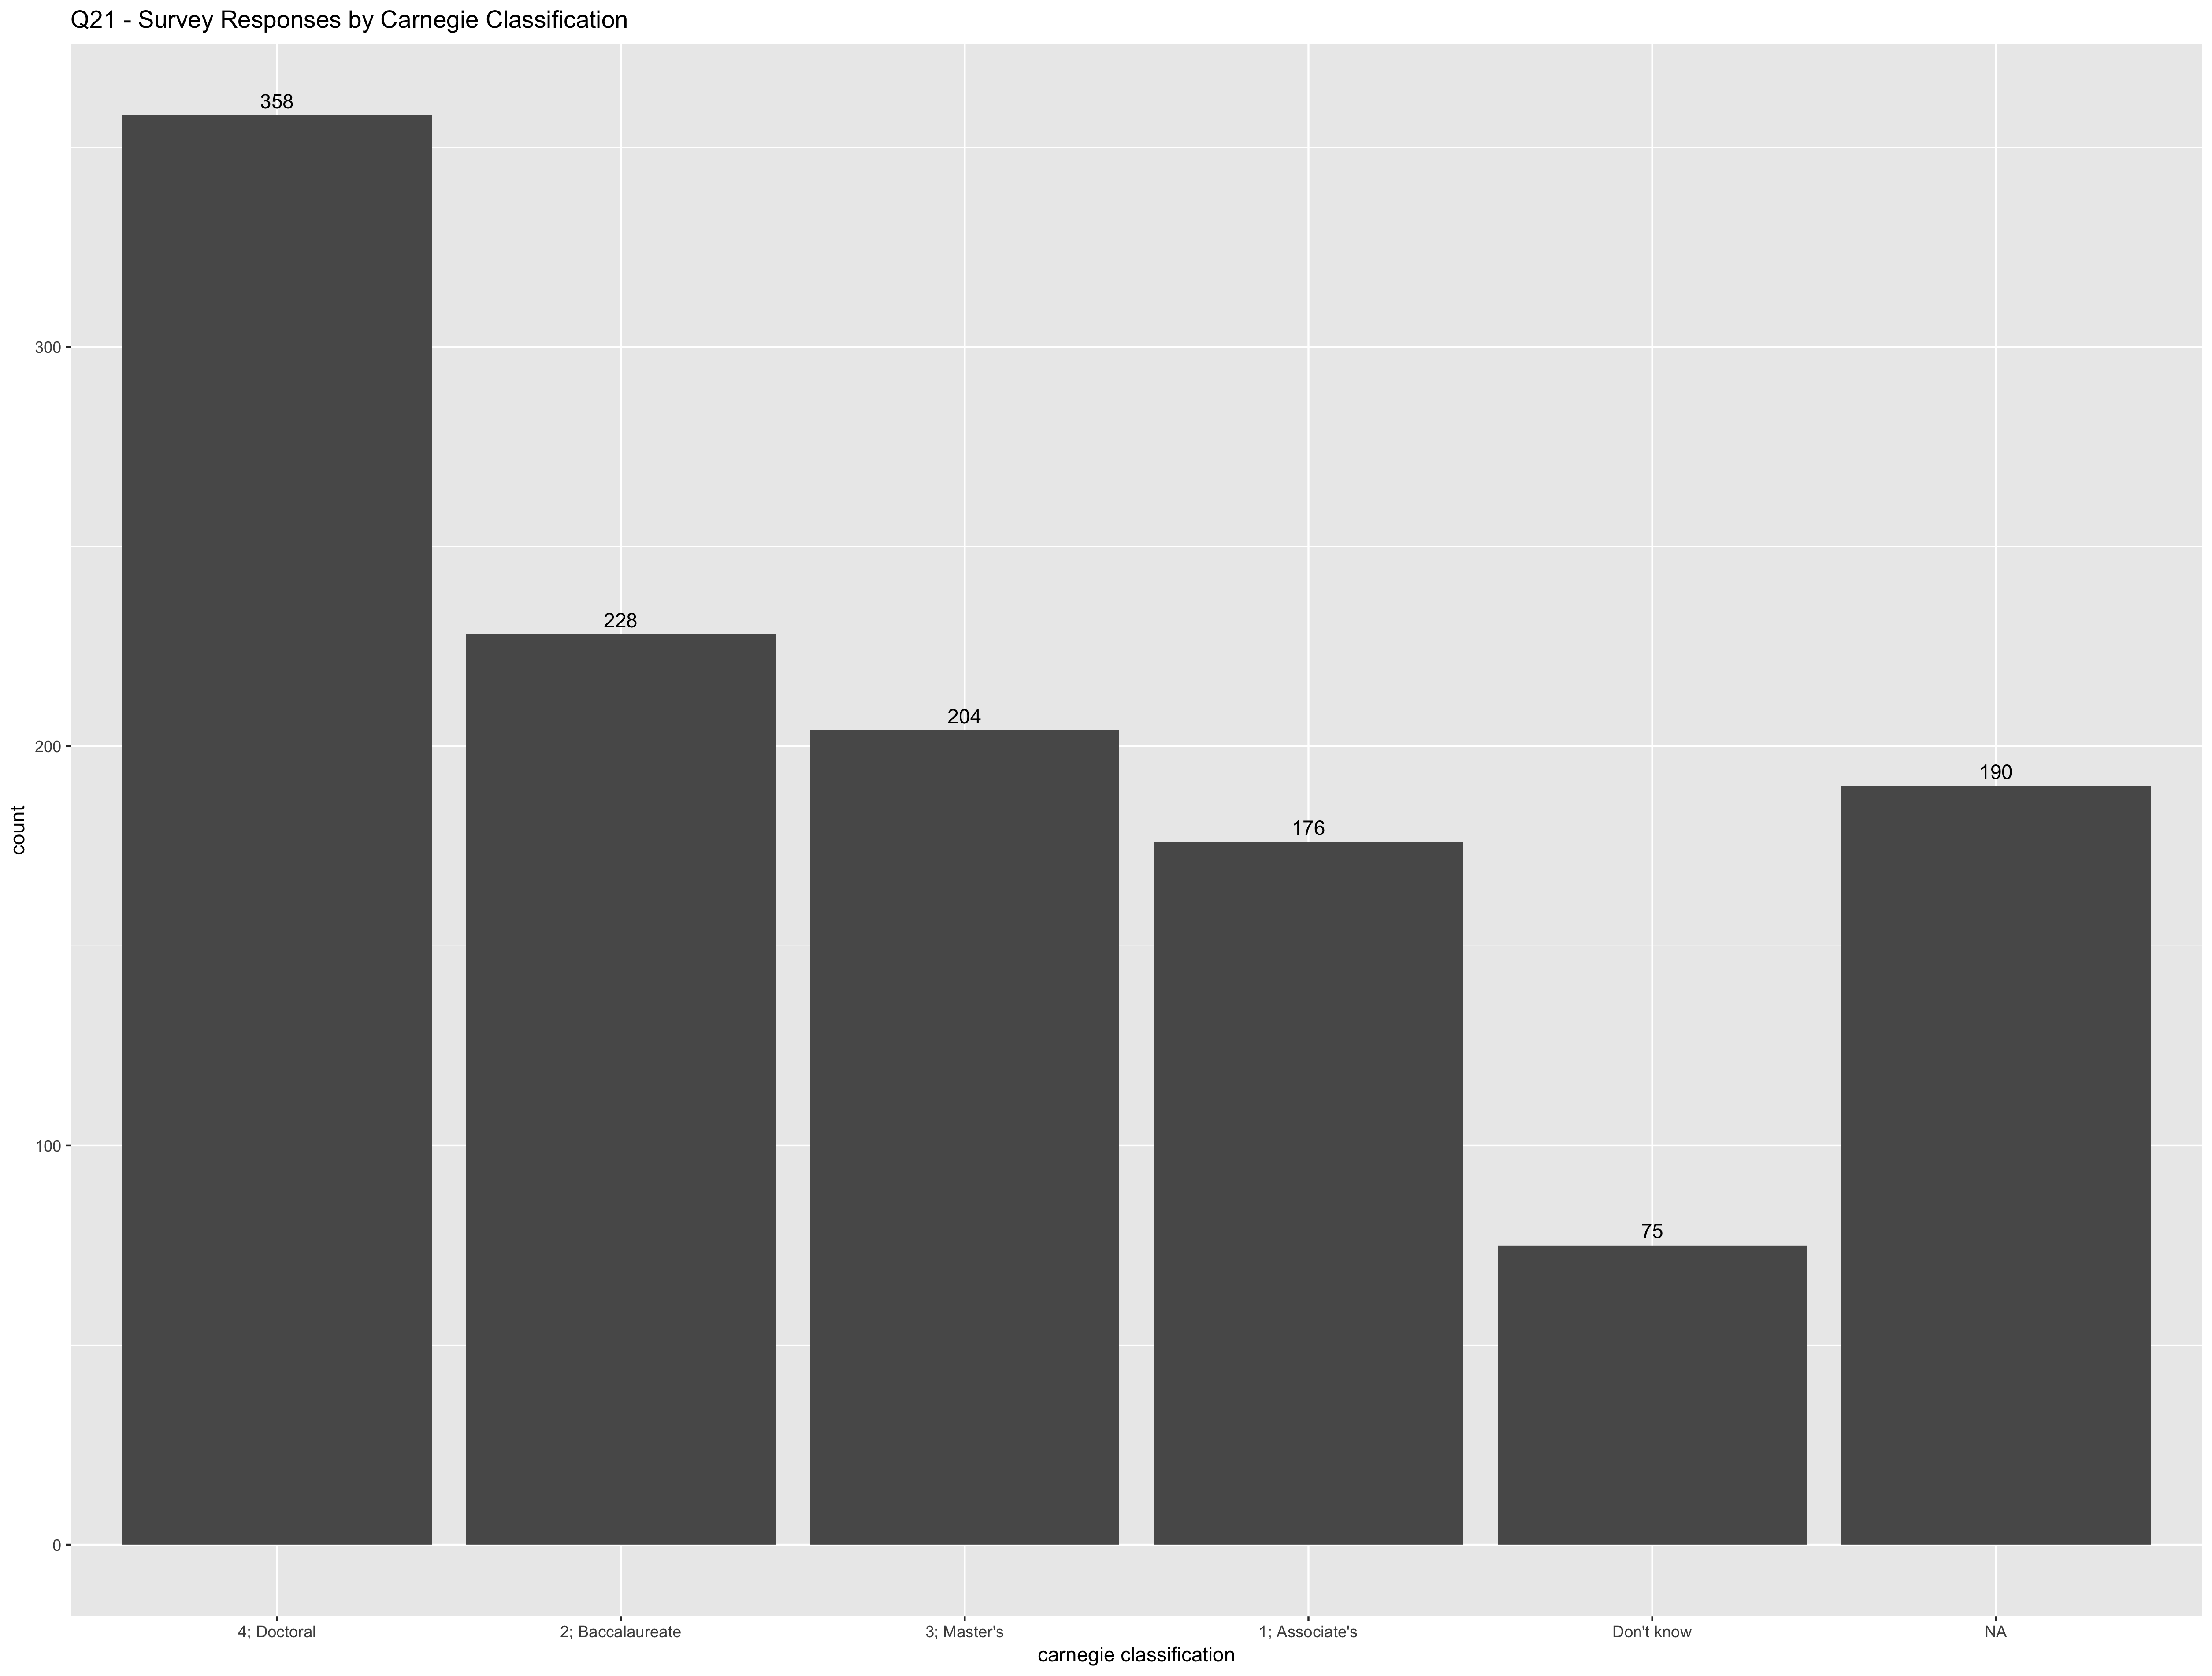 Q21 - Survey Responses by Carnegie Classification
358
228
204
176
75
190
300
200
100
0
count
4; Doctoral
2; Baccalaureate
3; Master's
1; Associate's
Don't know
NA
carnegie classification